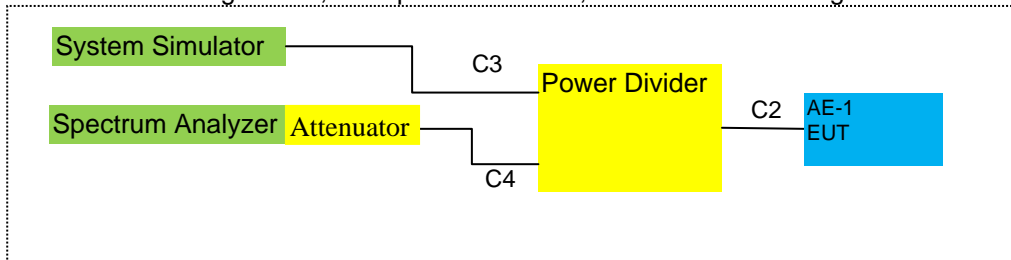 System Simulator
C3
Power Divider
Spectrum Analyzer Attenuator
C2
AE-1
EUT
C4